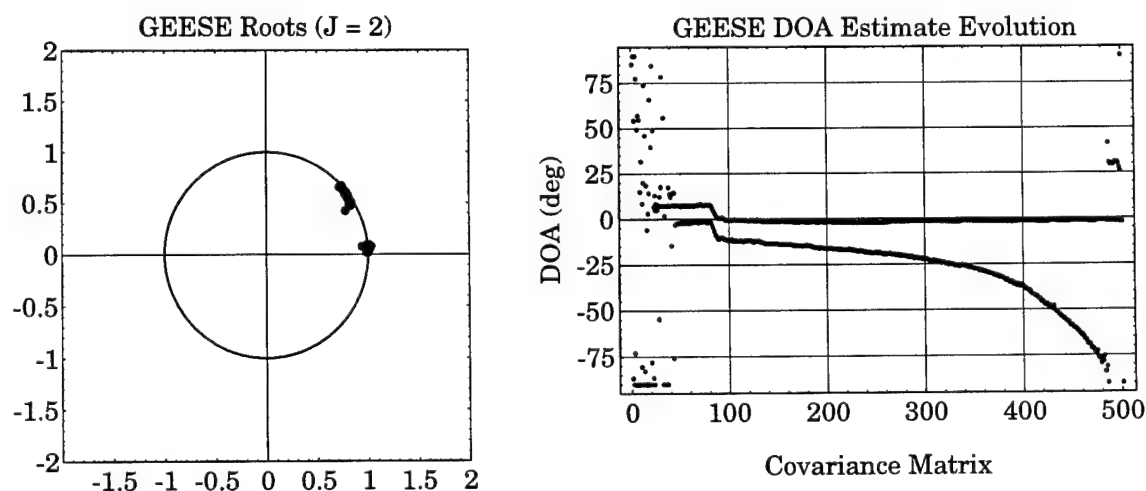 GEESE Roots (J = 2)
2
1.5
1
0.5
0
-0.5
-1
-1.5
-2
-1.5 -1 -0.5 0 0.5 1 1.5 2
GEESE DOA Estimate Evolution
DOA (deg)
75
50
25
0
-25
-50
-75
0 100 200 300 400 500
Covariance Matrix